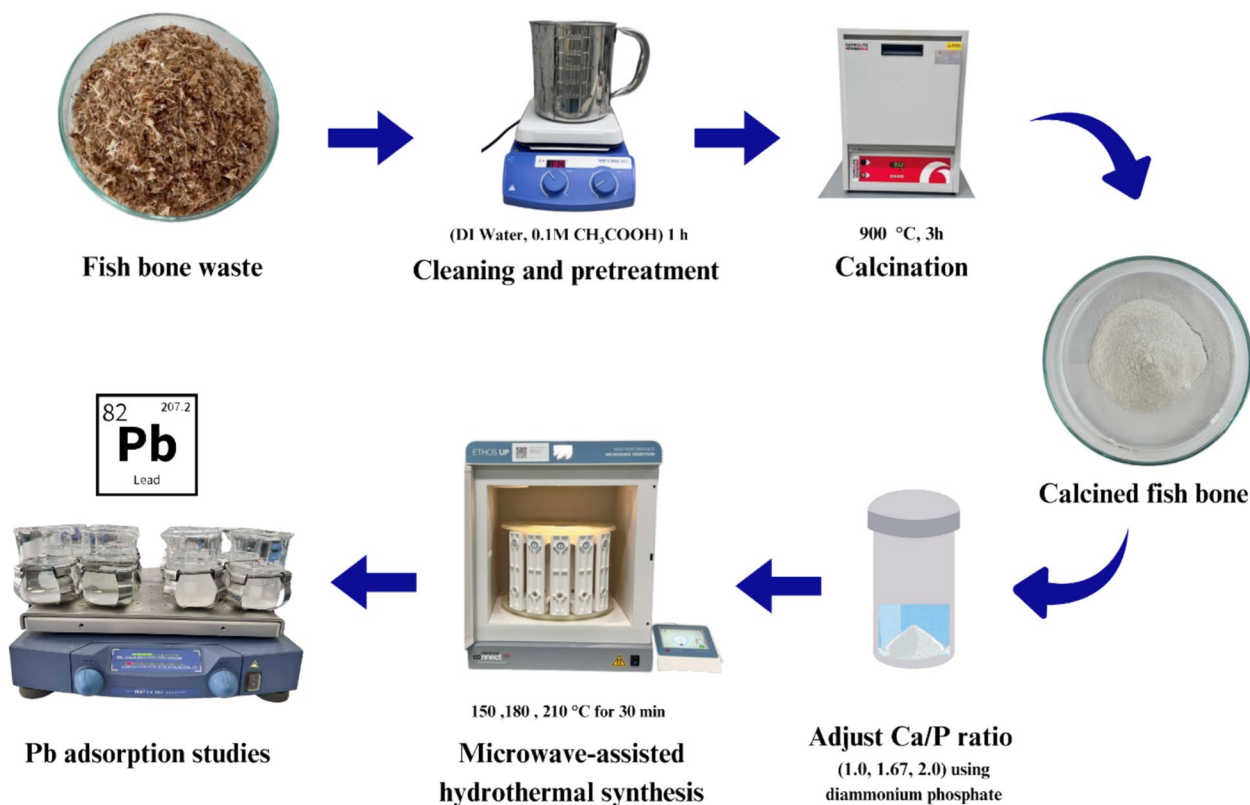 (DI Water, 0.1M CH₃COOH) 1 h
900 °C, 3h
Fish bone waste
Cleaning and pretreatment
Calcination
Calcined fish bone
82
207.2
Pb
Lead
ETHOS UP
connect
150 ,180 , 210 °C for 30 min
Pb adsorption studies
Microwave-assisted
hydrothermal synthesis
Adjust Ca/P ratio
(1.0, 1.67, 2.0) using
diammonium phosphate